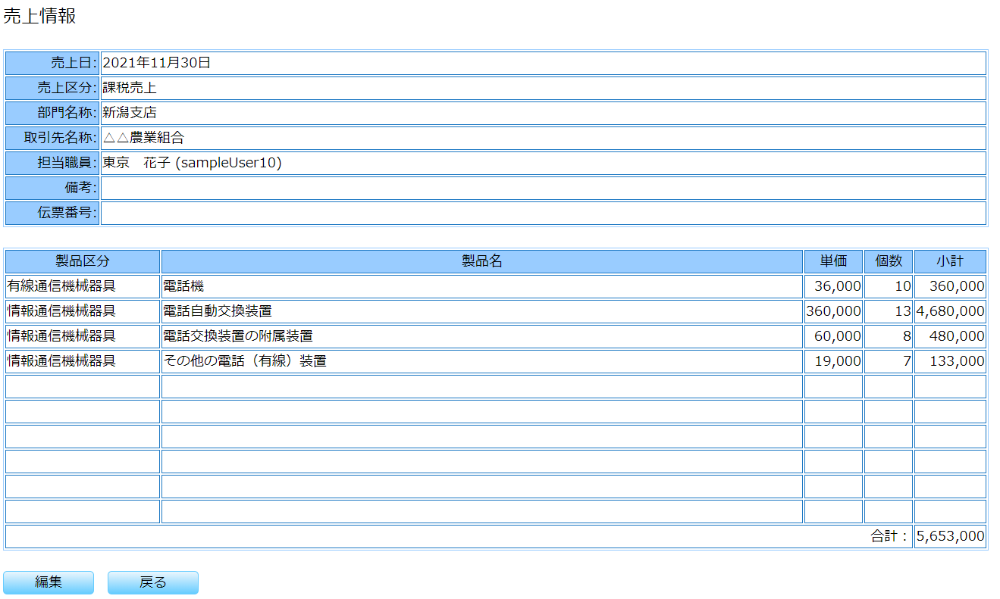 売上情報
売上日: 2021年11月30日
売上区分: 課税売上
部門名称: 新潟支店
取引先名称: △△農業組合
担当職員: 東京　花子 (sampleUser10)
備考:
伝票番号:
製品区分 製品名 単価 個数 小計
有線通信機械器具 電話機 36,000 10 360,000
情報通信機械器具 電話自動交換装置 360,000 13 4,680,000
情報通信機械器具 電話交換装置の附属装置 60,000 8 480,000
情報通信機械器具 その他の電話（有線）装置 19,000 7 133,000
合計： 5,653,000
編集 戻る